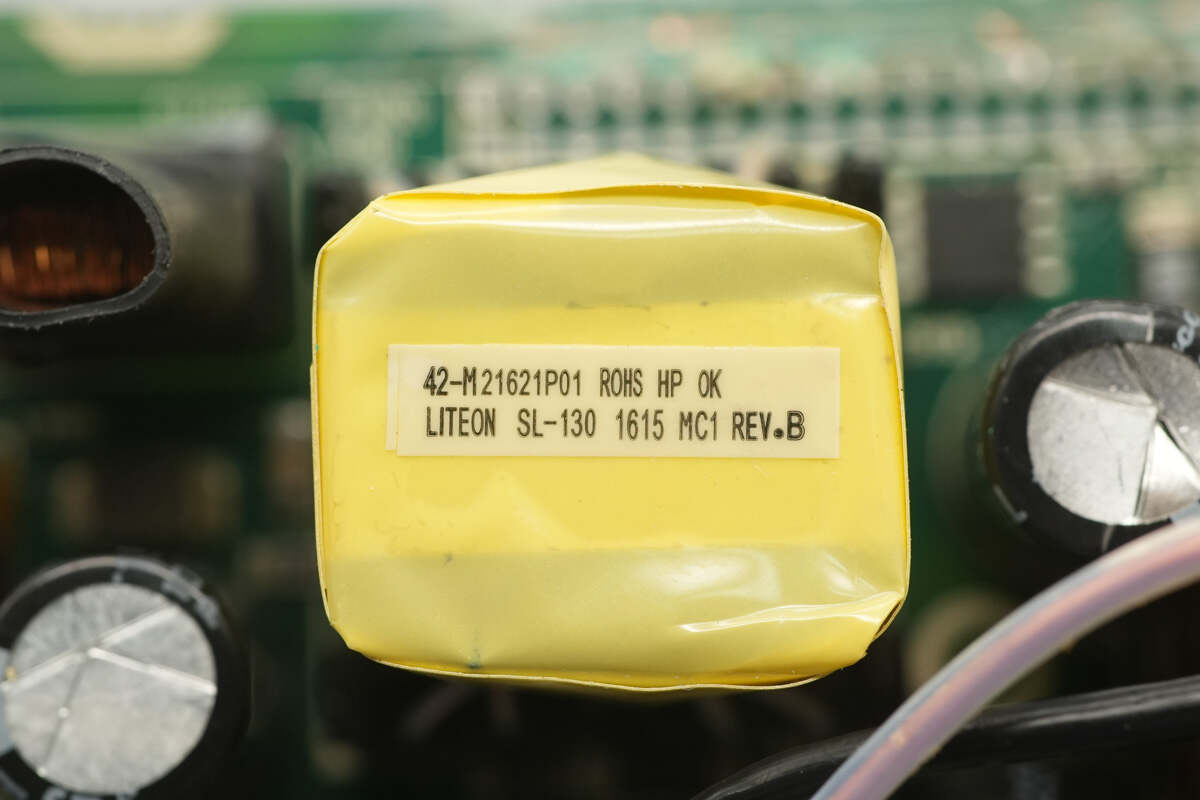 42-M21621P01 ROHS HP OK
LITEON SL-130 1615 MC1 REV.B